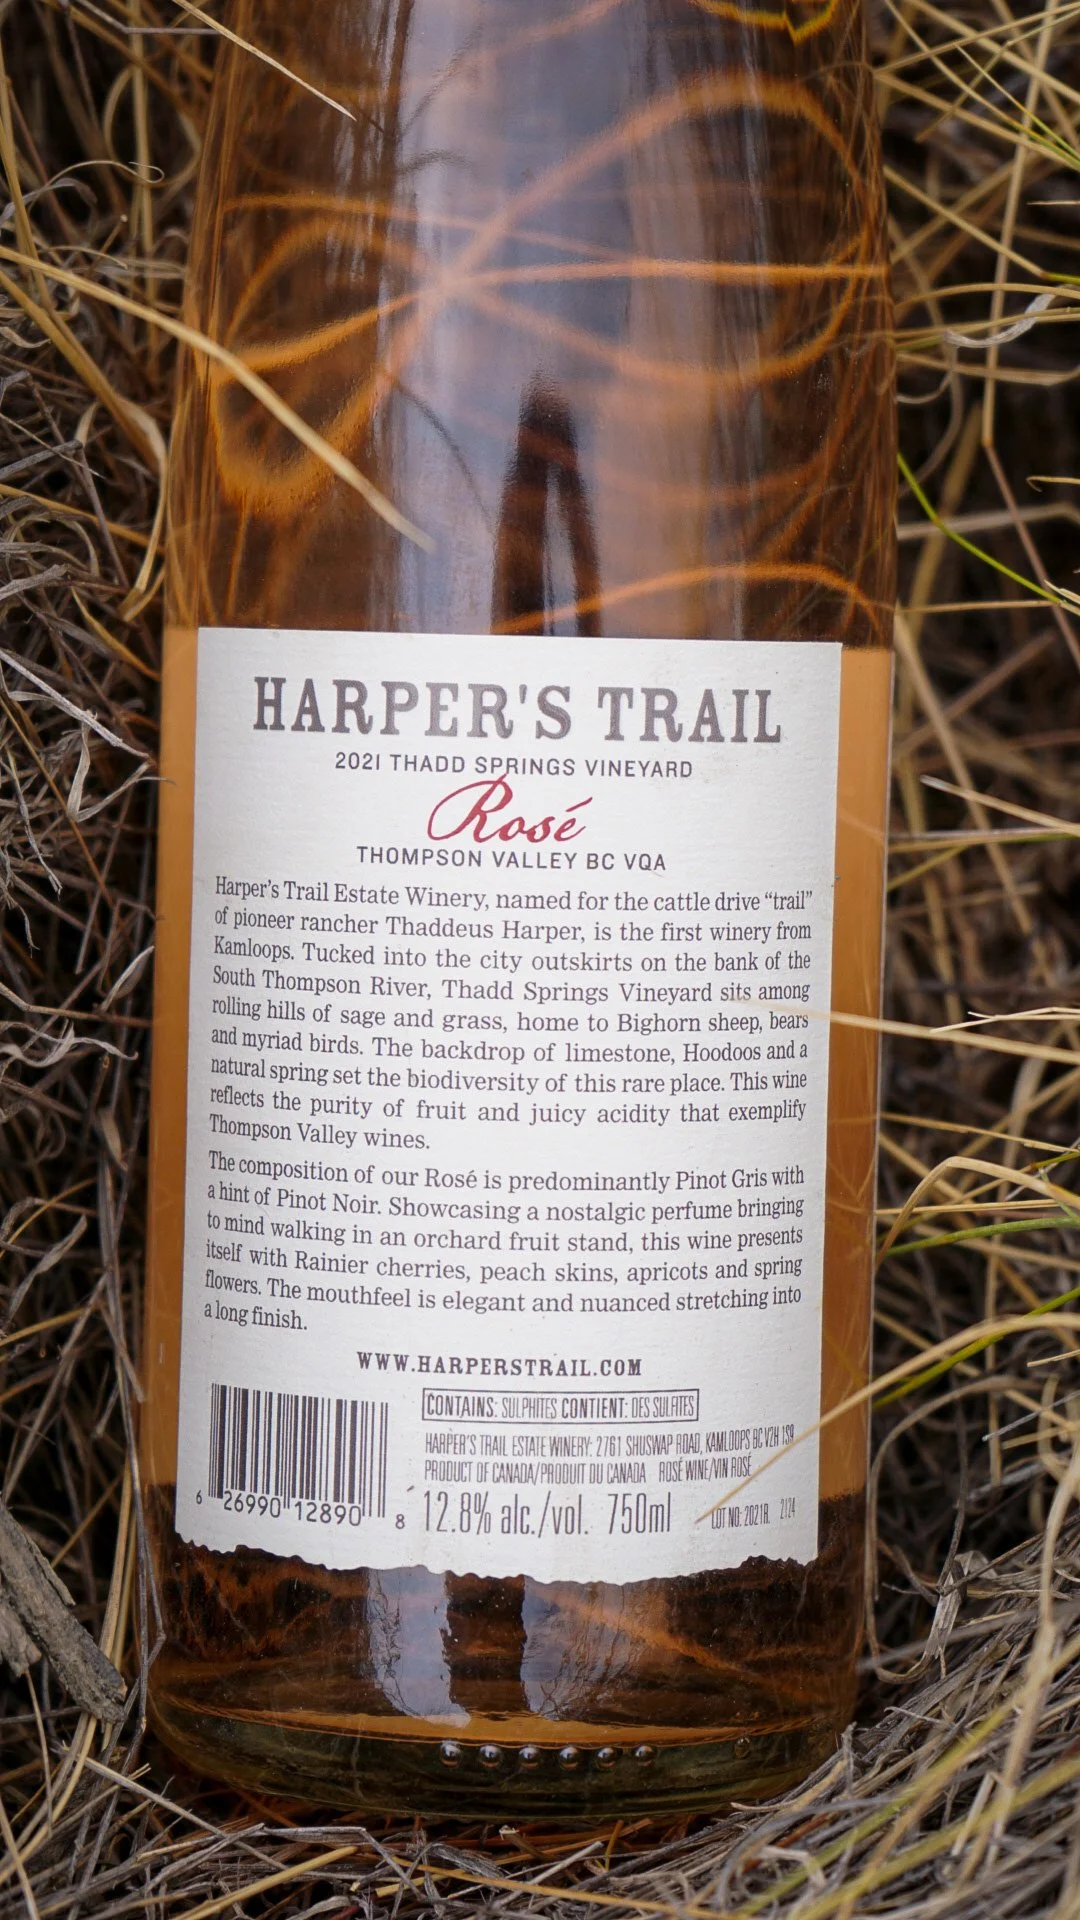 HARPER'S TRAIL
2021 THADD SPRINGS VINEYARD
Rosé
THOMPSON VALLEY BC VQA
Harper's Trail Estate Winery, named for the cattle drive “trail”
of pioneer rancher Thaddeus Harper, is the first winery from
Kamloops. Tucked into the city outskirts on the bank of the
South Thompson River, Thadd Springs Vineyard sits among
rolling hills of sage and grass, home to Bighorn sheep, bears
and myriad birds. The backdrop of limestone, Hoodoos and a
natural spring set the biodiversity of this rare place. This wine
reflects the purity of fruit and juicy acidity that exemplify
Thompson Valley wines.
The composition of our Rosé is predominantly Pinot Gris with
a hint of Pinot Noir. Showcasing a nostalgic perfume bringing
to mind walking in an orchard fruit stand, this wine presents
itself with Rainier cherries, peach skins, apricots and spring
flowers. The mouthfeel is elegant and nuanced stretching into
a long finish.
WWW.HARPERSTRAIL.COM
CONTAINS: SULPHITES CONTIENT: DES SULFITES
HARPER'S TRAIL ESTATE WINERY: 2761 SHUSWAP ROAD, KAMLOOPS BC V2H 1S9
PRODUCT OF CANADA/PRODUIT DU CANADA ROSÉ WINE/VIN ROSÉ
12.8% alc./vol. 750ml LOT NO: 2021R. 2124
6 26990 12890 8